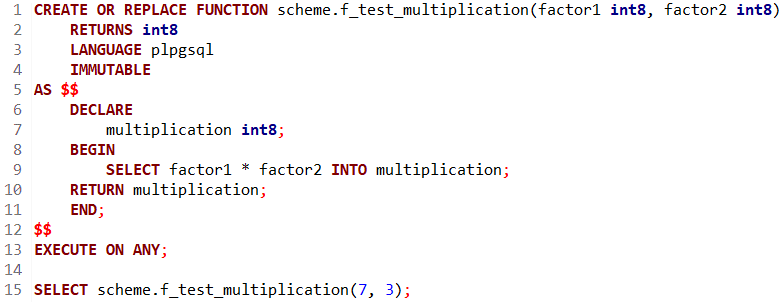 1 CREATE OR REPLACE FUNCTION scheme.f_test_multiplication(factor1 int8, factor2 int8)
2 RETURNS int8
3 LANGUAGE plpgsql
4 IMMUTABLE
5 AS $$
6 DECLARE
7 multiplication int8;
8 BEGIN
9 SELECT factor1 * factor2 INTO multiplication;
10 RETURN multiplication;
11 END;
12 $$
13 EXECUTE ON ANY;
14
15 SELECT scheme.f_test_multiplication(7, 3);